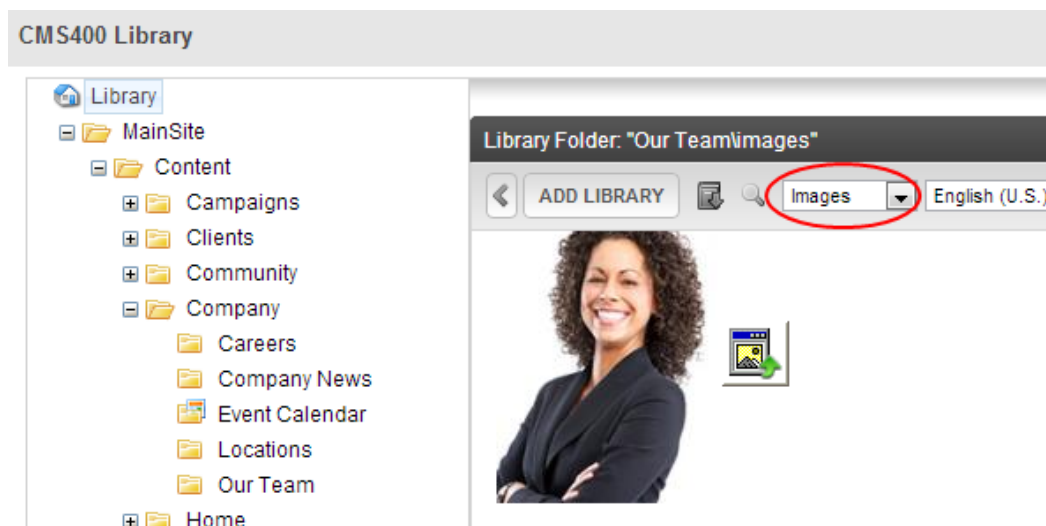 CMS400 Library
Library
MainSite
Content
Campaigns
Clients
Community
Company
Careers
Company News
Event Calendar
Locations
Our Team
Home
Library Folder: "Our Team\images"
ADD LIBRARY
Images
English (U.S.)